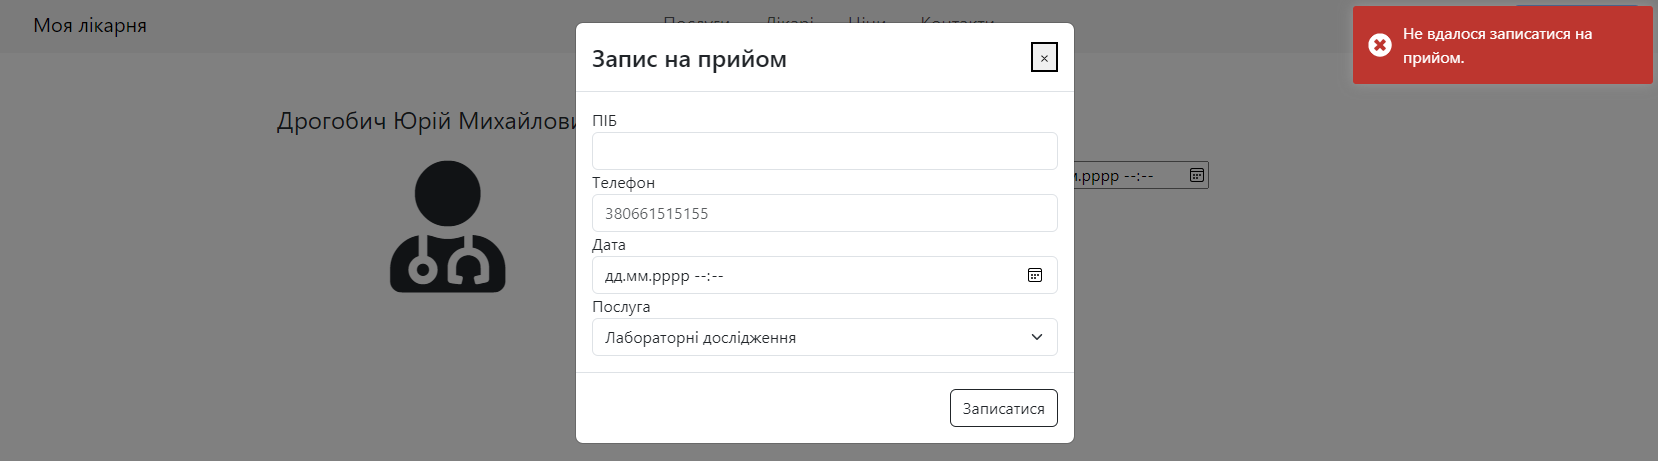 Моя лікарня
Послуги Лікарі Ціни Контакти
Не вдалося записатися на
прийом.
Запис на прийом
×
Дрогобич Юрій Михайлови
ПІБ
Телефон
380661515155
м.рррр --:--
Дата
дд.мм.рррр --:--
Послуга
Лабораторні дослідження
Записатися